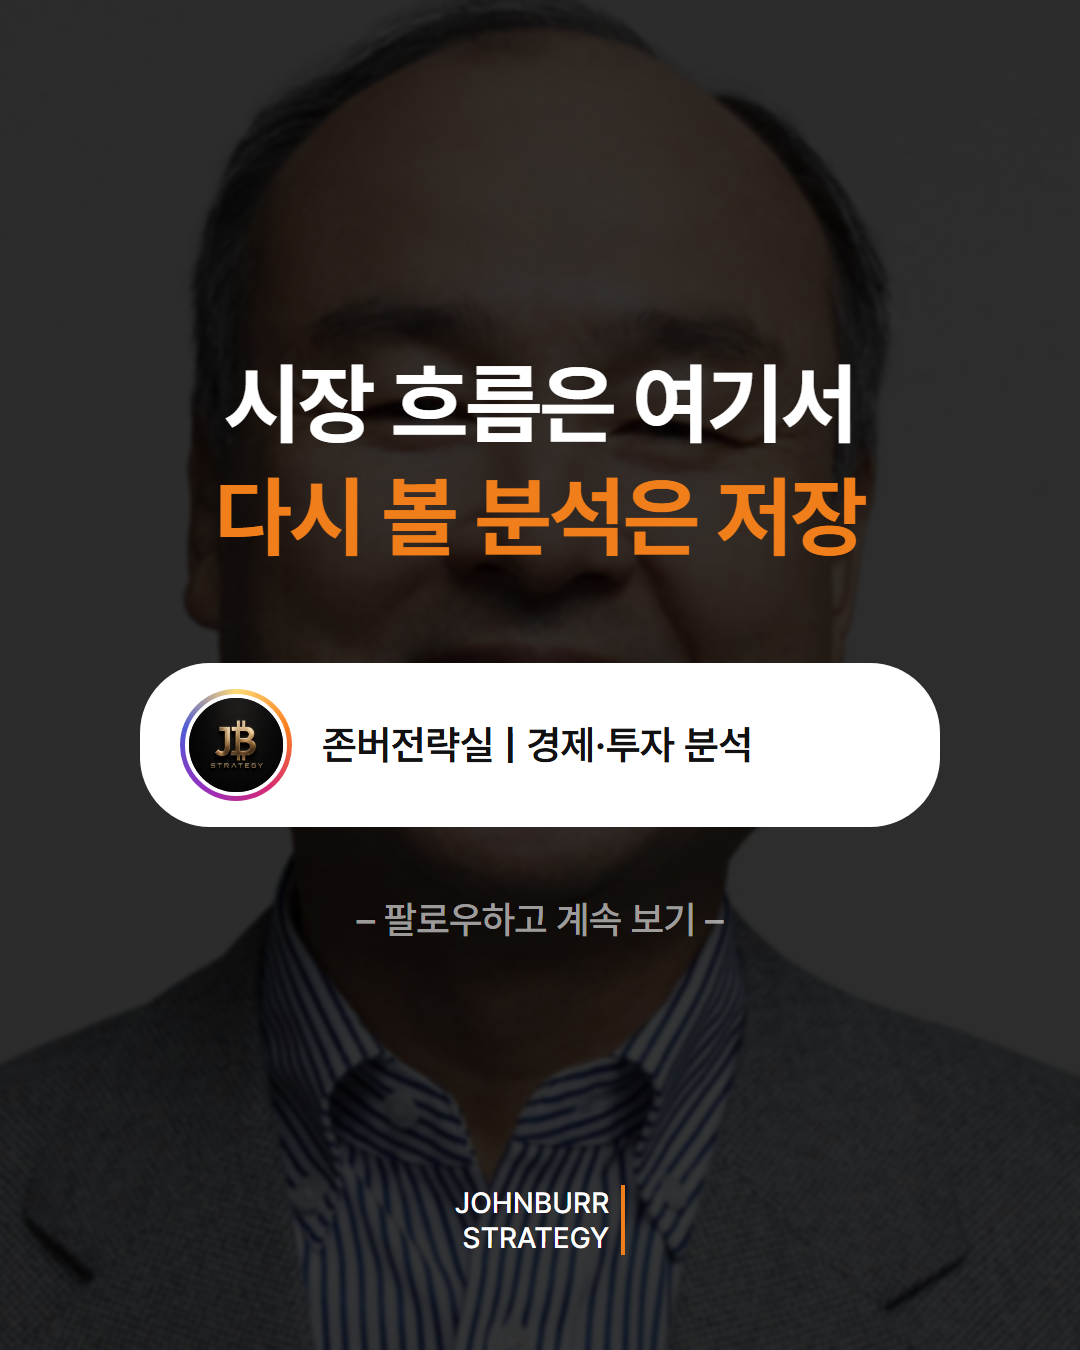 시장 흐름은 여기서
다시 볼 분석은 저장
JB
STRATEGY
존버전략실 | 경제·투자 분석
– 팔로우하고 계속 보기 –
JOHNBURR
STRATEGY